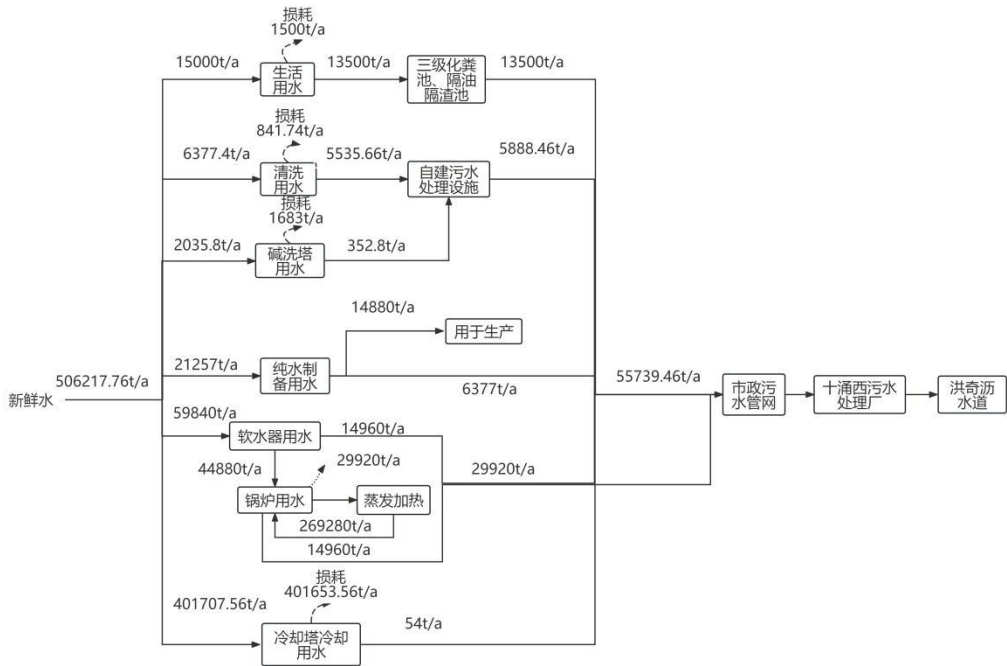 损耗
1500t/a
15000t/a
生活
用水
13500t/a
三级化粪
池、隔油
隔渣池
13500t/a
损耗
841.74t/a
6377.4t/a
清洗
用水
5535.66t/a
自建污水
处理设施
5888.46t/a
损耗
1683t/a
2035.8t/a
碱洗塔
用水
352.8t/a
14880t/a
用于生产
21257t/a
纯水制
备用水
6377t/a
506217.76t/a
新鲜水
55739.46t/a
市政污
水管网
十涌西污水
处理厂
洪奇沥
水道
59840t/a
软水器用水
14960t/a
44880t/a
29920t/a
29920t/a
锅炉用水
蒸发加热
269280t/a
14960t/a
损耗
401653.56t/a
401707.56t/a
冷却塔冷却
用水
54t/a